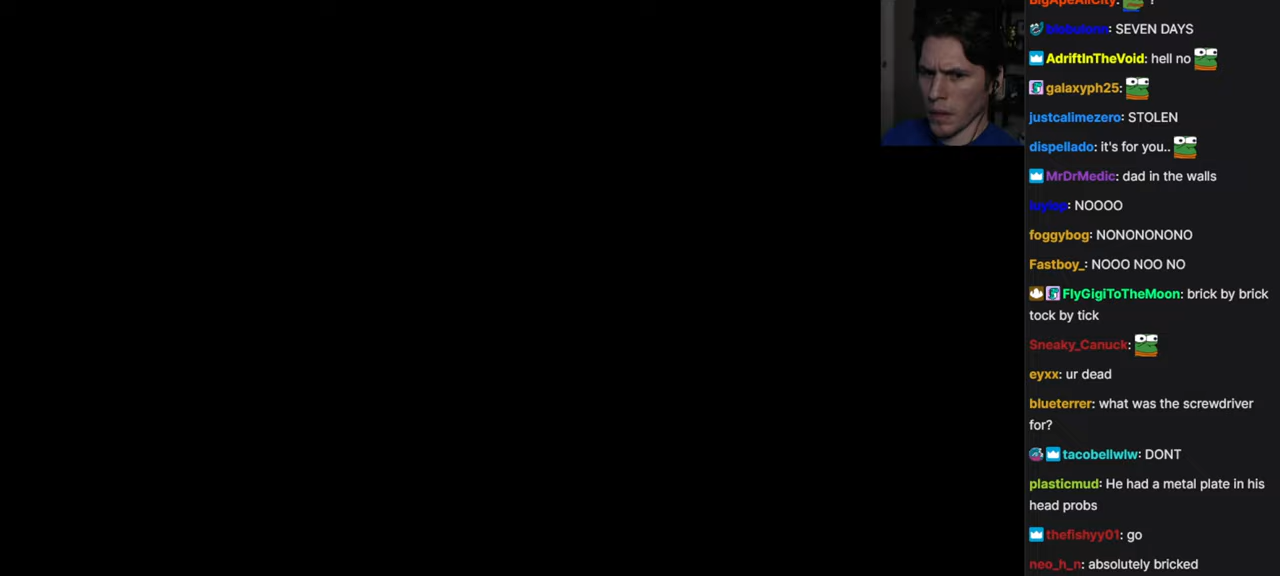 BigApeAllCity: ?
blobulonn: SEVEN DAYS
AdriftInTheVoid: hell no
galaxyph25:
justcalimezero: STOLEN
dispellado: it's for you..
MrDrMedic: dad in the walls
: NOOOO
foggybog: NONONONONO
Fastboy_: NOOO NOO NO
FlyGigiToTheMoon: brick by brick
tock by tick
Sneaky_Canuck:
eyxx: ur dead
blueterrer: what was the screwdriver
for?
tacobellwlw: DONT
plasticmud: He had a metal plate in his
head probs
thefishyy01: go
neo_h_n: absolutely bricked